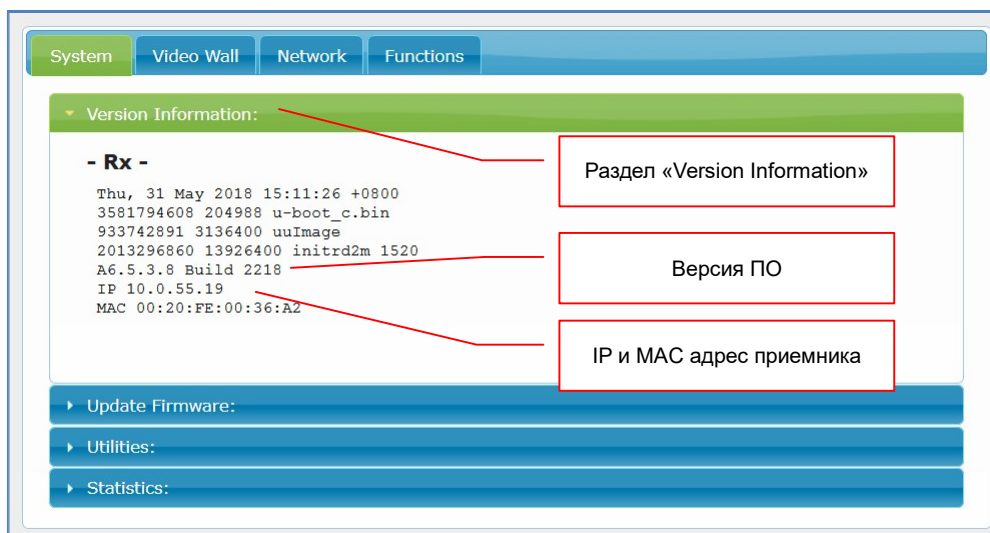 System Video Wall Network Functions
Version Information:
- Rx -
Thu, 31 May 2018 15:11:26 +0800
3581794608 204988 u-boot_c.bin
933742891 3136400 uuImage
2013296860 13926400 initrd2m 1520
A6.5.3.8 Build 2218
IP 10.0.55.19
MAC 00:20:FE:00:36:A2
Раздел «Version Information»
Версия ПО
IP и MAC адрес приемника
Update Firmware:
Utilities:
Statistics: